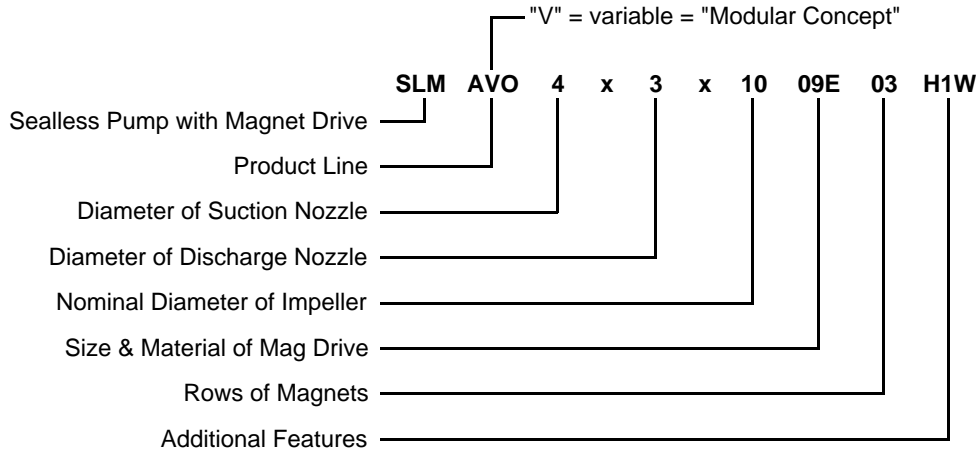 "V" = variable = "Modular Concept"
SLM AVO 4 x 3 x 10 09E 03 H1W
Sealless Pump with Magnet Drive
Product Line
Diameter of Suction Nozzle
Diameter of Discharge Nozzle
Nominal Diameter of Impeller
Size & Material of Mag Drive
Rows of Magnets
Additional Features